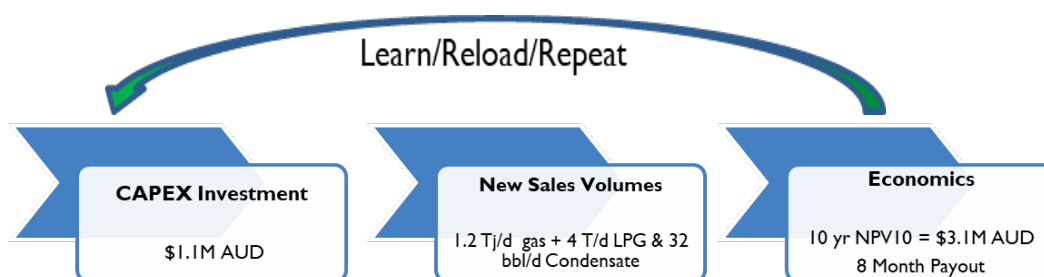 Learn/Reload/Repeat
CAPEX Investment
$1.1M AUD
New Sales Volumes
1.2 Tj/d gas + 4 T/d LPG & 32
bbl/d Condensate
Economics
10 yr NPV10 = $3.1M AUD
8 Month Payout